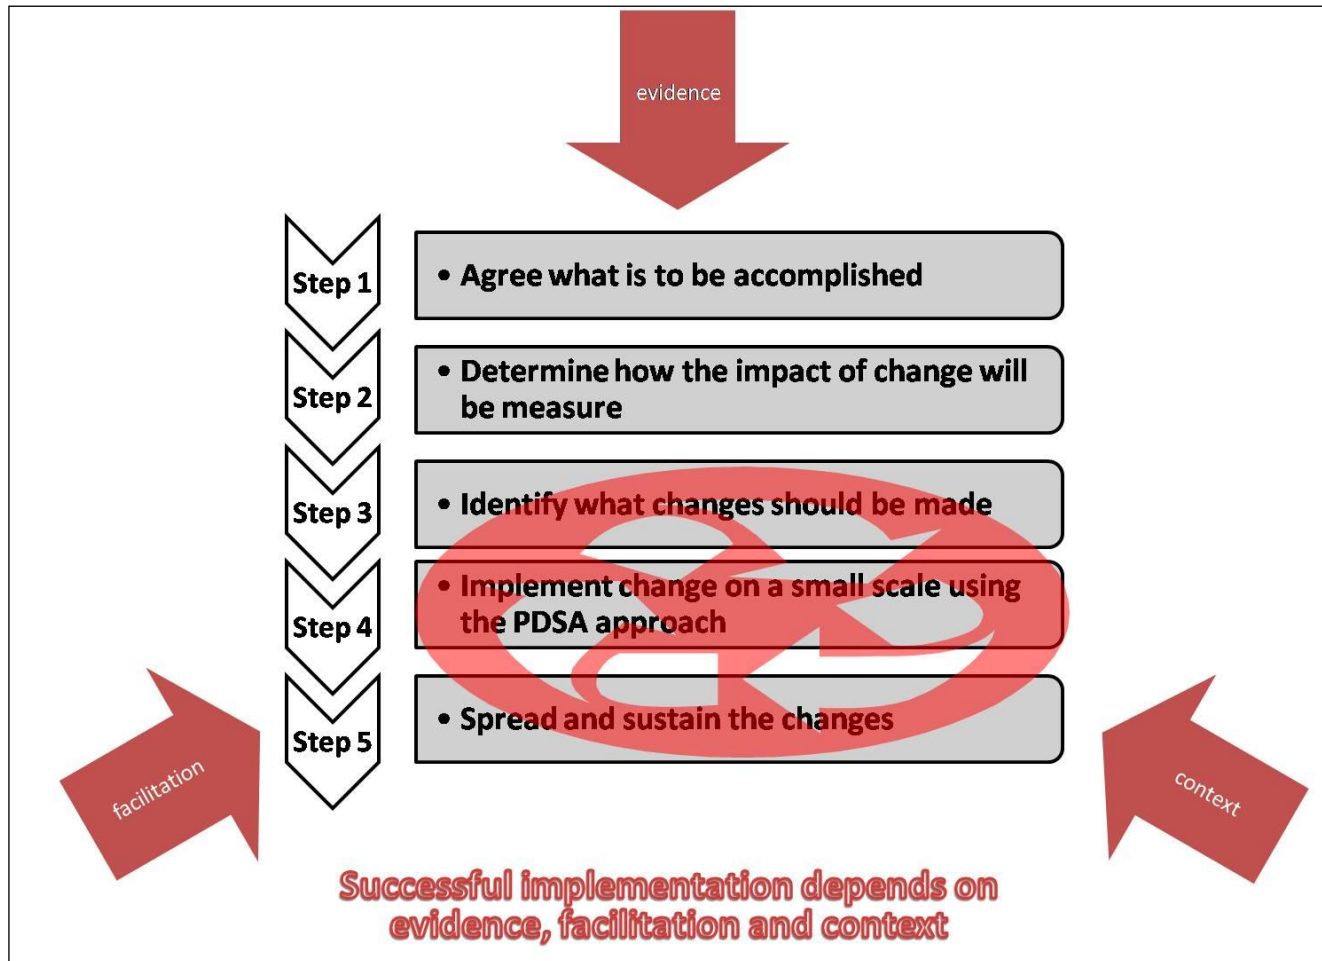 evidence
Step 1
• Agree what is to be accomplished
Step 2
• Determine how the impact of change will
be measure
Step 3
• Identify what changes should be made
Step 4
• Implement change on a small scale using
the PDSA approach
Step 5
• Spread and sustain the changes
facilitation
context
Successful implementation depends on
evidence, facilitation and context